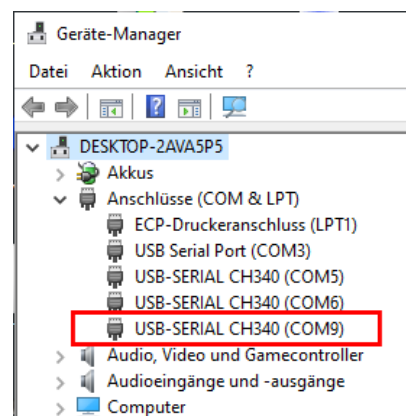 Geräte-Manager
Datei Aktion Ansicht ?
DESKTOP-2AVA5P5
Akkus
Anschlüsse (COM & LPT)
ECP-Druckeranschluss (LPT1)
USB Serial Port (COM3)
USB-SERIAL CH340 (COM5)
USB-SERIAL CH340 (COM6)
USB-SERIAL CH340 (COM9)
Audio, Video und Gamecontroller
Audioeingänge und -ausgänge
Computer